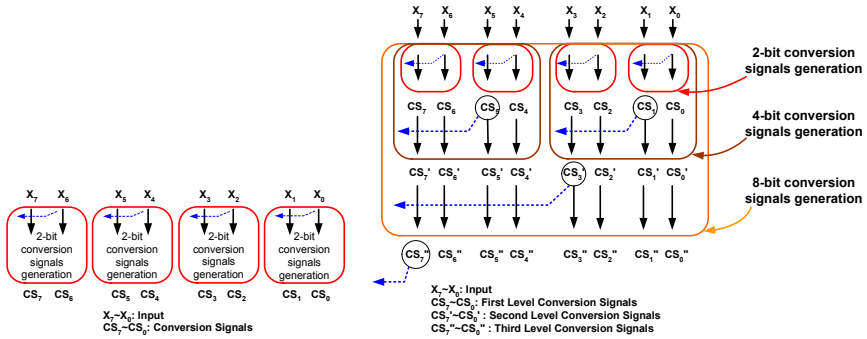 X₇ X₆ X₅ X₄ X₃ X₂ X₁ X₀
2-bit conversion
signals generation
CS₇ CS₆ CS₅ CS₄ CS₃ CS₂ CS₁ CS₀
4-bit conversion
signals generation
CS₇' CS₆' CS₅' CS₄' CS₃' CS₂' CS₁' CS₀'
8-bit conversion
signals generation
CS₇" CS₆" CS₅" CS₄" CS₃" CS₂" CS₁" CS₀"
X₇~X₀: Input
CS₇~CS₀: First Level Conversion Signals
CS₇'~CS₀' : Second Level Conversion Signals
CS₇"~CS₀" : Third Level Conversion Signals
X₇ X₆ X₅ X₄ X₃ X₂ X₁ X₀
2-bit
conversion
signals
generation
2-bit
conversion
signals
generation
2-bit
conversion
signals
generation
2-bit
conversion
signals
generation
CS₇ CS₆ CS₅ CS₄ CS₃ CS₂ CS₁ CS₀
X₇~X₀: Input
CS₇~CS₀: Conversion Signals